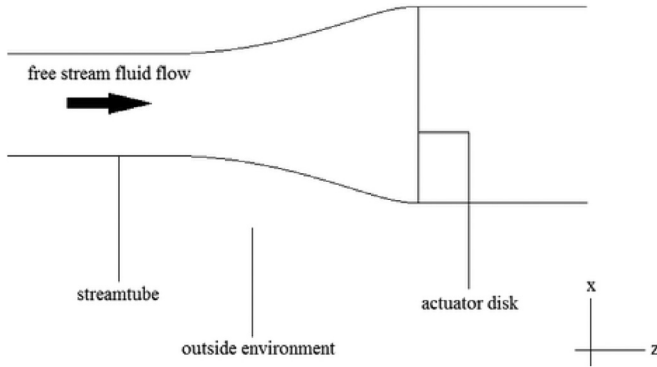 free stream fluid flow
streamtube
actuator disk
outside environment
x
z